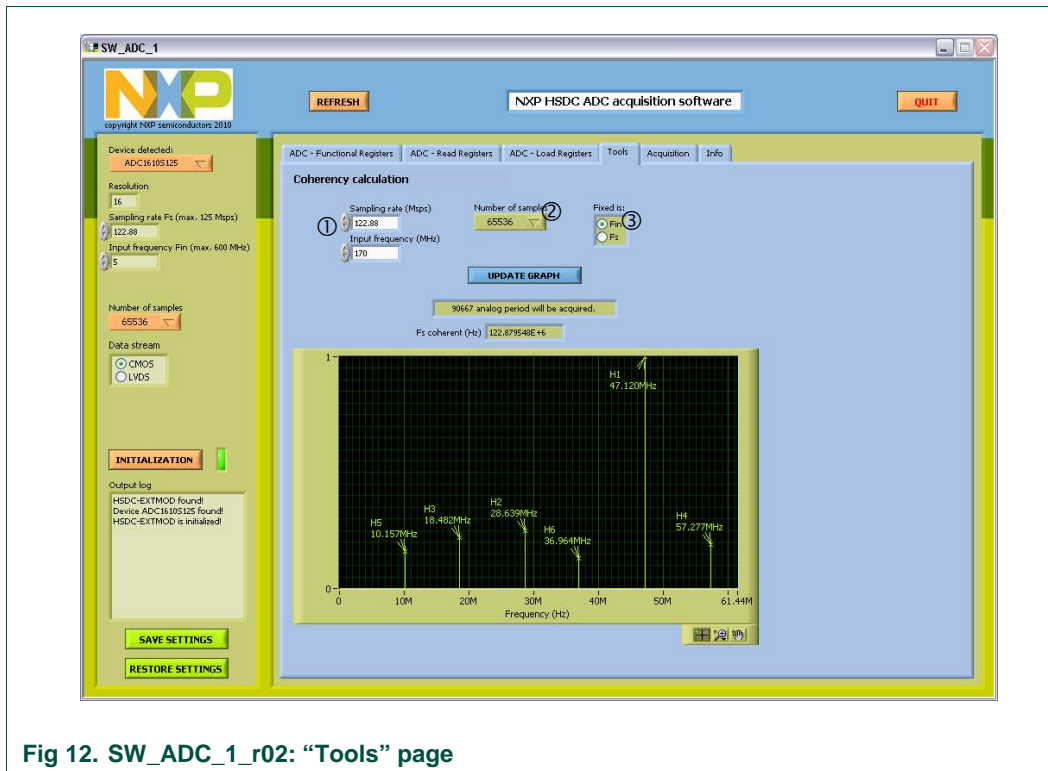 SW_ADC_1
NXP
copyright NXP semiconductors 2010
REFRESH
NXP HSDC ADC acquisition software
QUIT
Device detected:
ADC1610S125
Resolution
16
Sampling rate Fs (max. 125 Msps)
122.88
Input frequency Fin (max. 600 MHz)
5
Number of samples
65536
Data stream
CMOS
LVDS
INITIALIZATION
Output log
HSDC-EXTMOD found!
Device ADC1610S125 found!
HSDC-EXTMOD is initialized!
SAVE SETTINGS
RESTORE SETTINGS
ADC - Functional Registers
ADC - Read Registers
ADC - Load Registers
Tools
Acquisition
Info
Coherency calculation
①
Sampling rate (Msps)
122.88
Input frequency (MHz)
170
Number of samples
②
65536
Fixed is:
Fin
③
Fs
UPDATE GRAPH
90667 analog period will be acquired.
Fs coherent (Hz) 122.879548E+6
1
0
H5
10.157MHz
H3
18.482MHz
H2
28.639MHz
H6
36.964MHz
H1
47.120MHz
H4
57.277MHz
0 10M 20M 30M 40M 50M 61.44M
Frequency (Hz)
Fig 12. SW_ADC_1_r02: “Tools” page